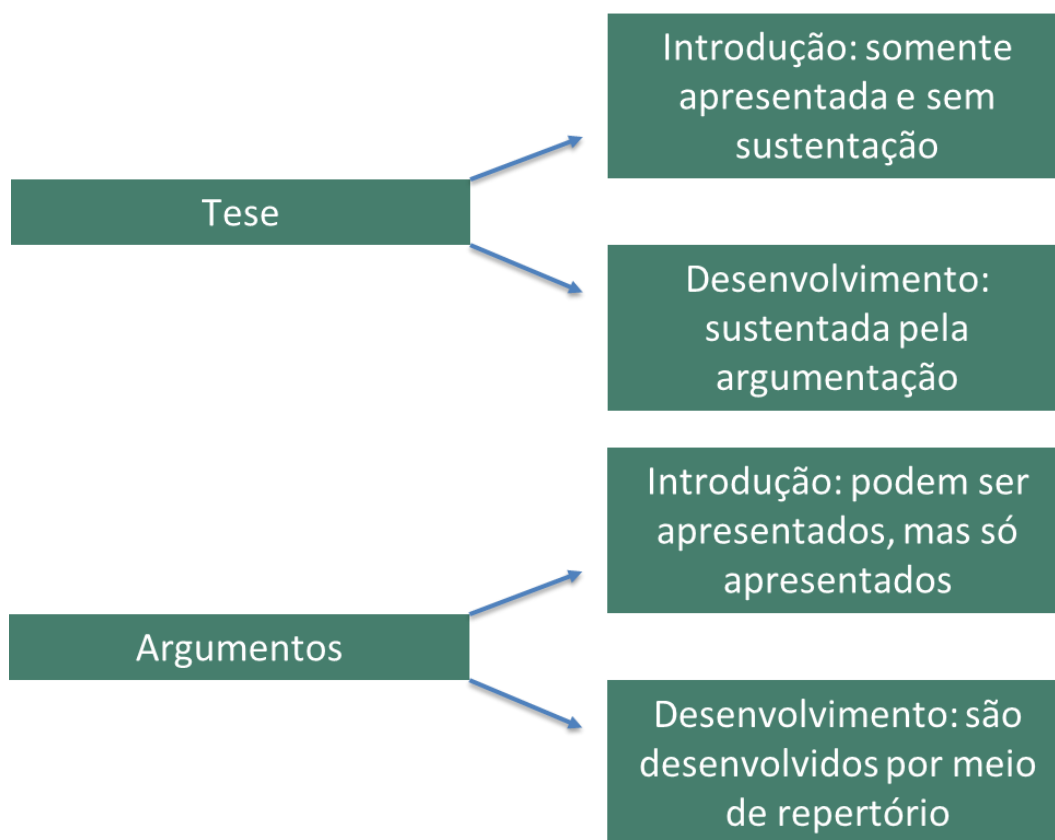 Introdução: somente
apresentada e sem
sustentação
Tese
Desenvolvimento:
sustentada pela
argumentação
Introdução: podem ser
apresentados, mas só
apresentados
Argumentos
Desenvolvimento: são
desenvolvidos por meio
de repertório